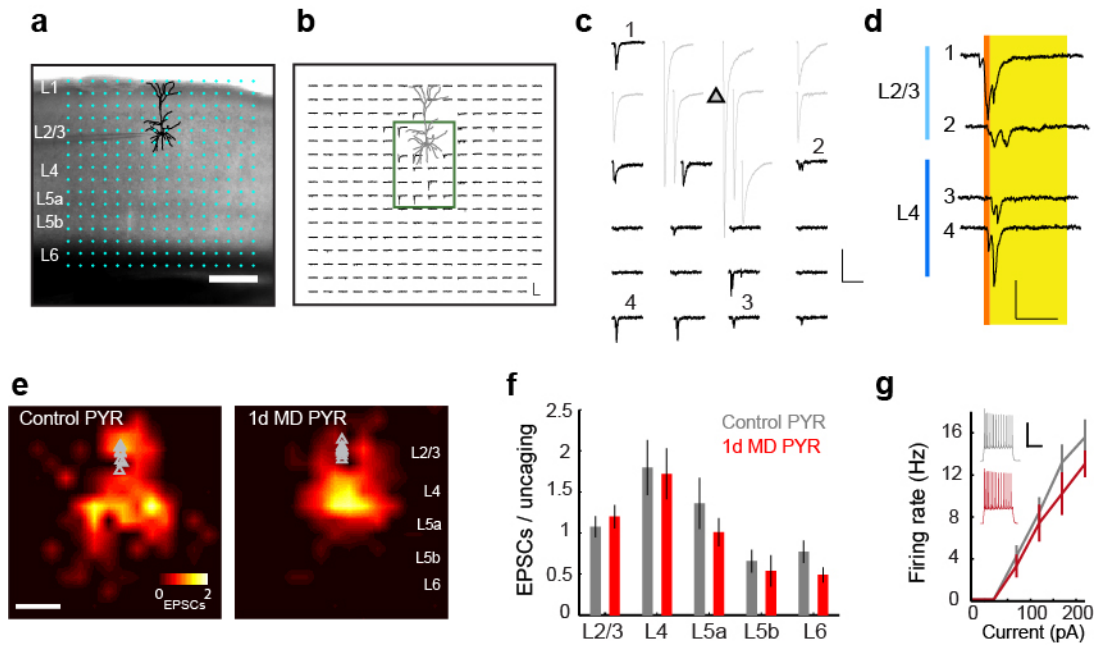 a
L1
L2/3
L4
L5a
L5b
L6
b
c
1
2
4
3
d
L2/3
L4
1
2
3
4
e
Control PYR
0 2
EPSCs
1d MD PYR
L2/3
L4
L5a
L5b
L6
f
EPSCs / uncaging
2.5
2
1.5
1
0.5
0
Control PYR
1d MD PYR
L2/3 L4 L5a L5b L6
g
Firing rate (Hz)
16
12
8
4
0
0 100 200
Current (pA)